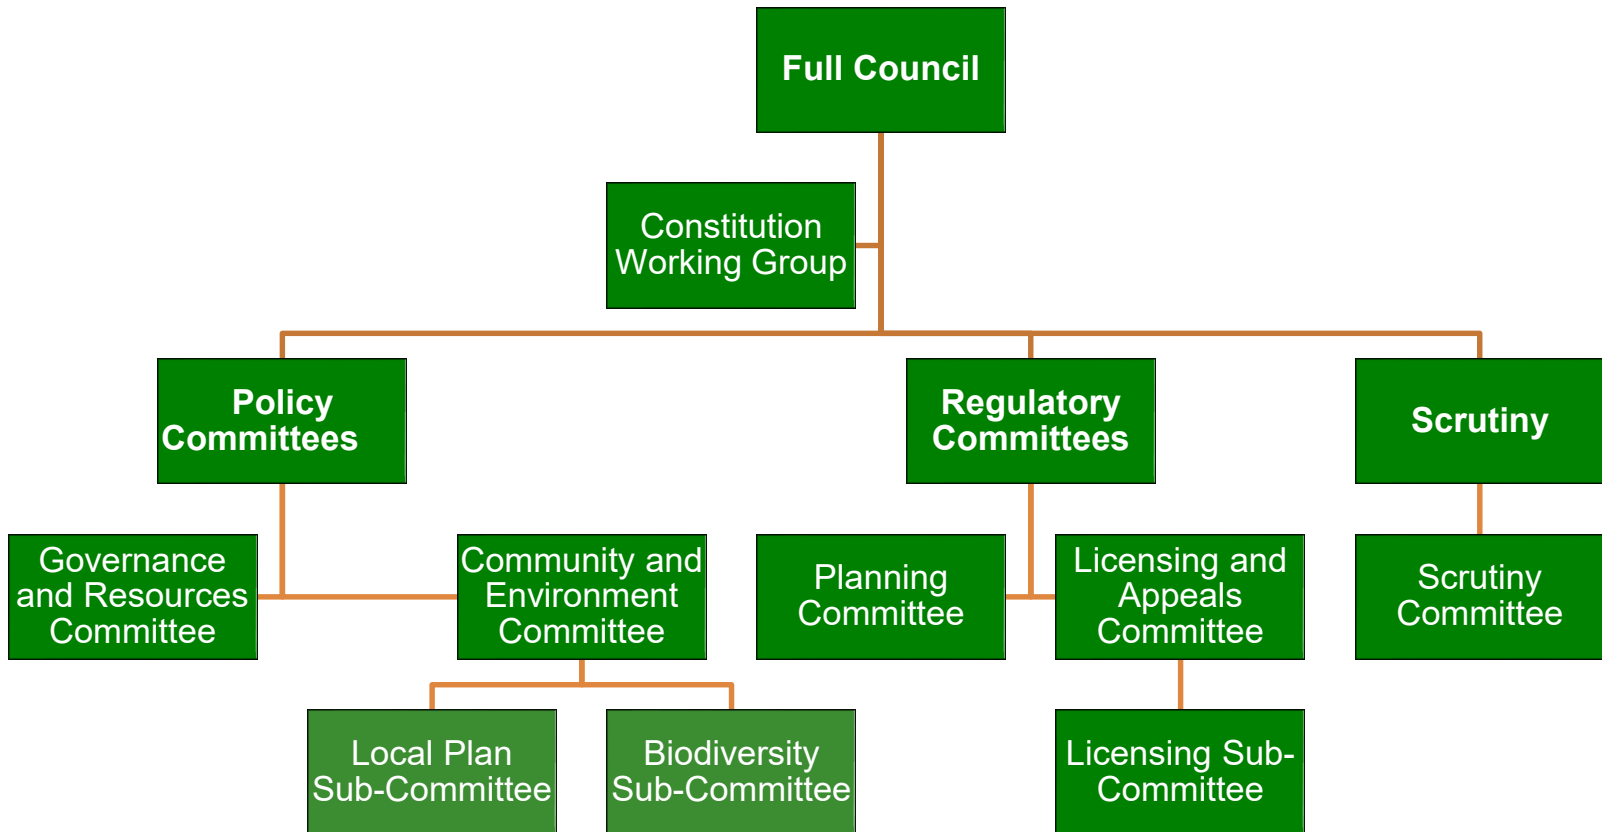 Full Council
Constitution
Working Group
Policy
Committees
Regulatory
Committees
Scrutiny
Governance
and Resources
Committee
Community and
Environment
Committee
Planning
Committee
Licensing and
Appeals
Committee
Scrutiny
Committee
Local Plan
Sub-Committee
Biodiversity
Sub-Committee
Licensing Sub-
Committee